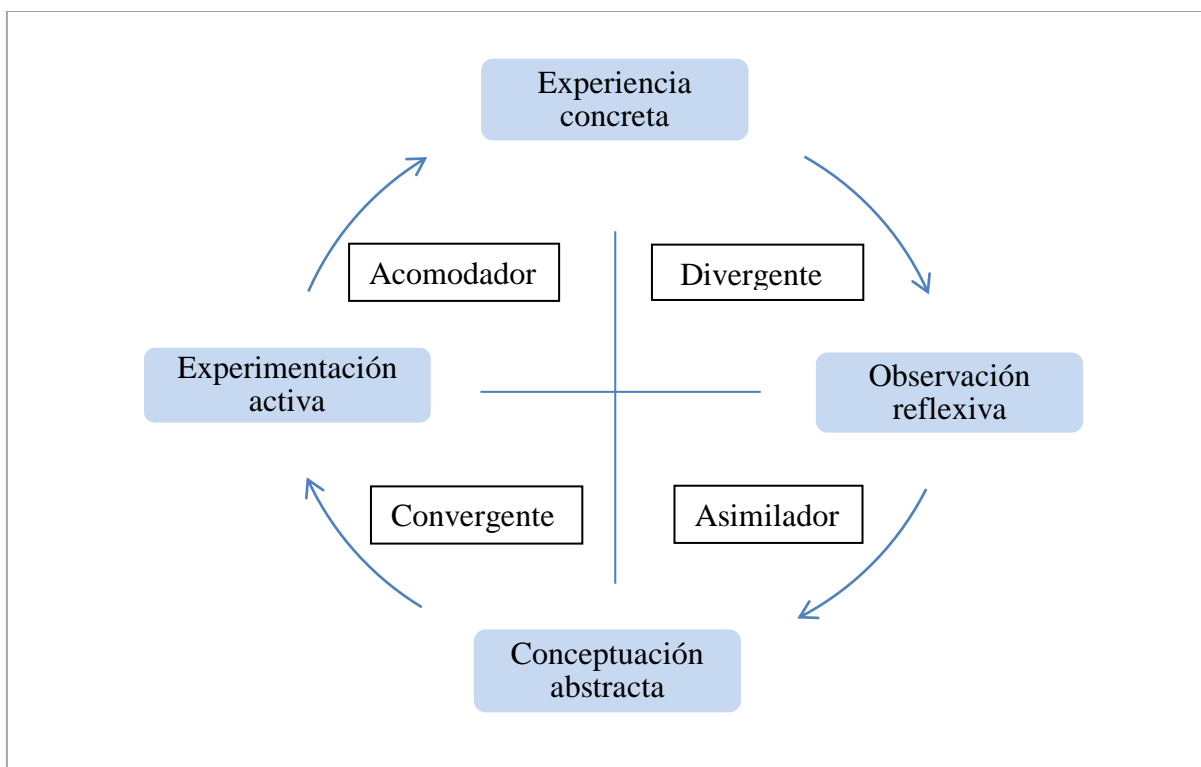 Experiencia
concreta
Acomodador
Divergente
Experimentación
activa
Observación
reflexiva
Convergente
Asimilador
Conceptuación
abstracta